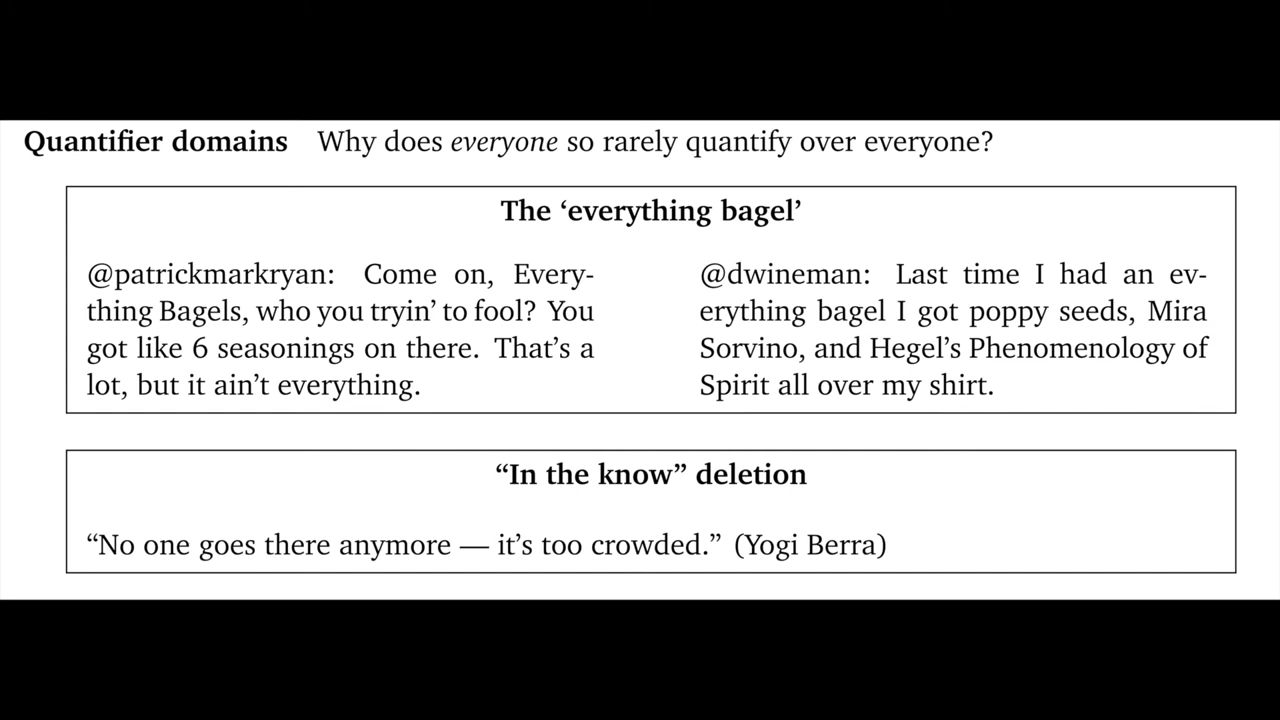 Quantifier domains Why does everyone so rarely quantify over everyone?
The ‘everything bagel’
@patrickmarkryan: Come on, Every-
thing Bagels, who you tryin’ to fool? You
got like 6 seasonings on there. That’s a
lot, but it ain’t everything.
@dwineman: Last time I had an ev-
erything bagel I got poppy seeds, Mira
Sorvino, and Hegel’s Phenomenology of
Spirit all over my shirt.
“In the know” deletion
“No one goes there anymore — it’s too crowded.” (Yogi Berra)